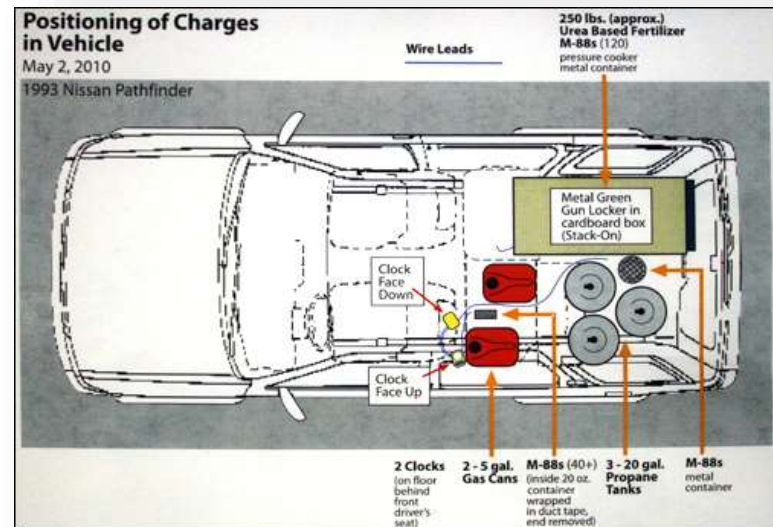 Positioning of Charges
in Vehicle
May 2, 2010
1993 Nissan Pathfinder
Wire Leads
250 lbs. (approx.)
Urea Based Fertilizer
M-88s (120)
pressure cooker
metal container
Metal Green
Gun Locker in
cardboard box
(Stack-On)
Clock
Face
Down
Clock
Face Up
2 Clocks
(on floor
behind
front
driver's
seat)
2 - 5 gal.
Gas Cans
M-88s (40+)
(inside 20 oz.
container
wrapped
in duct tape,
end removed)
3 - 20 gal.
Propane
Tanks
M-88s
metal
container